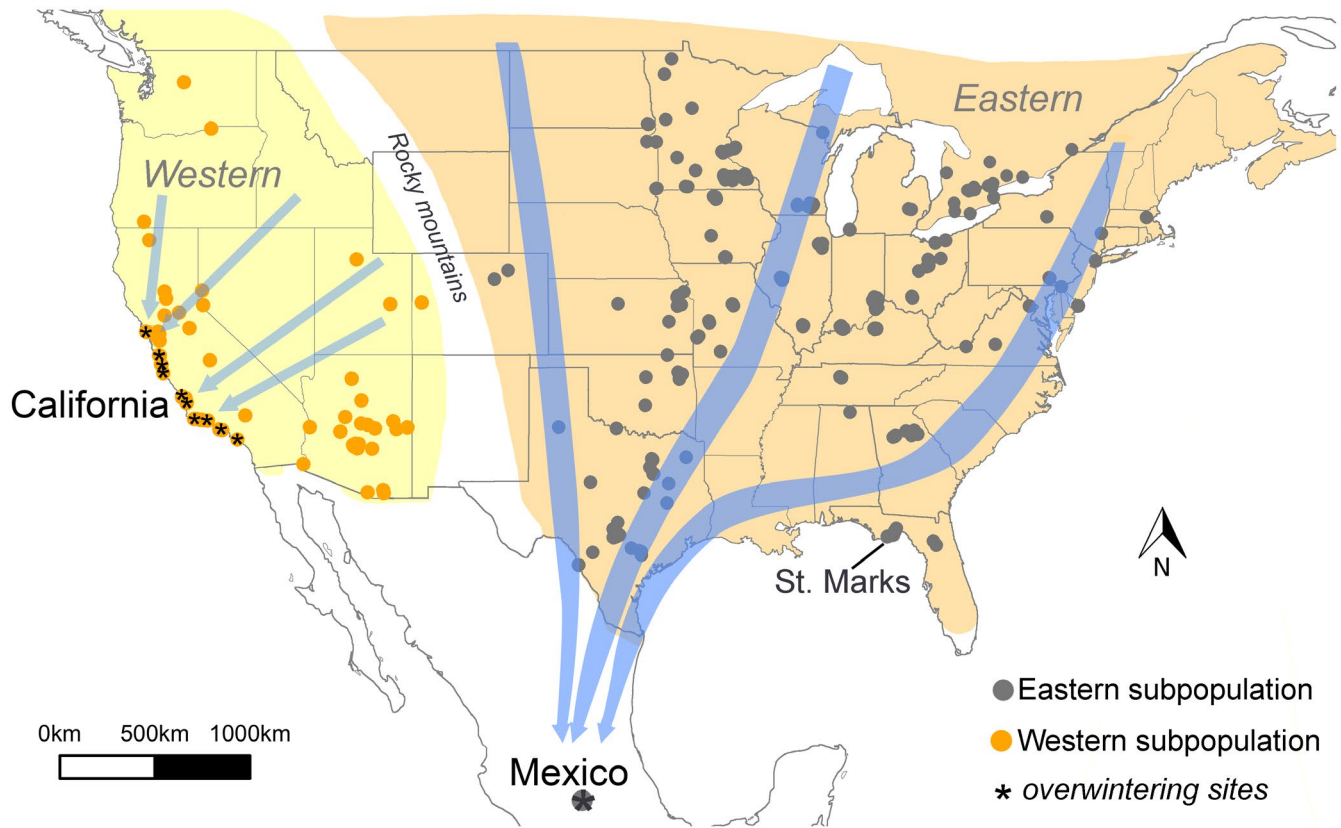 Eastern
Western
Rocky mountains
California
St. Marks
N
Eastern subpopulation
Western subpopulation
* overwintering sites
0km 500km 1000km
Mexico